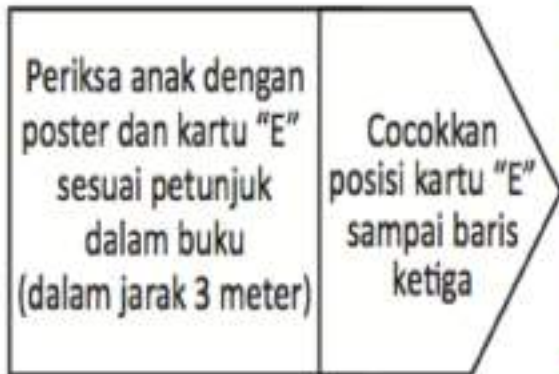 Periksa anak dengan
poster dan kartu “E”
sesuai petunjuk
dalam buku
(dalam jarak 3 meter)
Cocokkan
posisi kartu “E”
sampai baris
ketiga